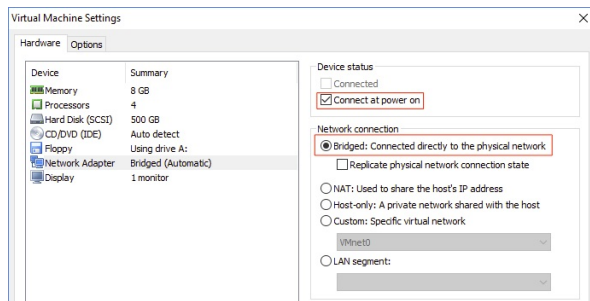 Virtual Machine Settings
Hardware Options
Device Summary
Memory 8 GB
Processors 4
Hard Disk (SCSI) 500 GB
CD/DVD (IDE) Auto detect
Floppy Using drive A:
Network Adapter Bridged (Automatic)
Display 1 monitor
Device status
Connected
Connect at power on
Network connection
Bridged: Connected directly to the physical network
Replicate physical network connection state
NAT: Used to share the host's IP address
Host-only: A private network shared with the host
Custom: Specific virtual network
VMnet0
LAN segment: